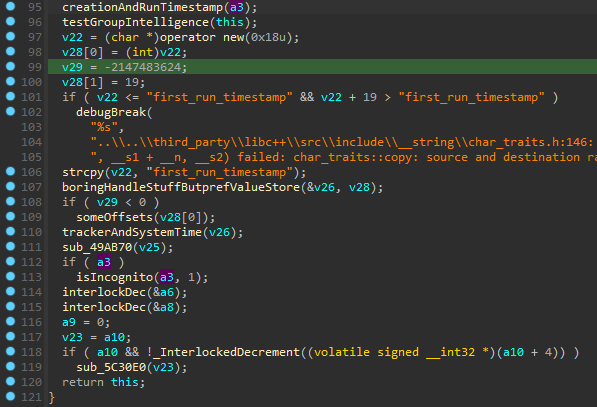 95 creationAndRunTimestamp(a3);
96 testGroupIntelligence(this);
97 v22 = (char *)operator new(0x18u);
98 v28[0] = (int)v22;
99 v29 = -2147483624;
100 v28[1] = 19;
101 if ( v22 <= "first_run_timestamp" && v22 + 19 > "first_run_timestamp" )
102 debugBreak(
103 "%s",
104 "..\\..\\third_party\\libc++\\src\\include\\__string\\char_traits.h:146:
105 ", __s1 + __n, __s2) failed: char_traits::copy: source and destination ra
106 strcpy(v22, "first_run_timestamp");
107 boringHandleStuffButprefValueStore(&v26, v28);
108 if ( v29 < 0 )
109 someOffsets(v28[0]);
110 trackerAndSystemTime(v26);
111 sub_49AB70(v25);
112 if ( a3 )
113 isIncognito(a3, 1);
114 interlockDec(&a6);
115 interlockDec(&a8);
116 a9 = 0;
117 v23 = a10;
118 if ( a10 && !_InterlockedDecrement((volatile signed __int32 *)(a10 + 4)) )
119 sub_5C30E0(v23);
120 return this;
121 }